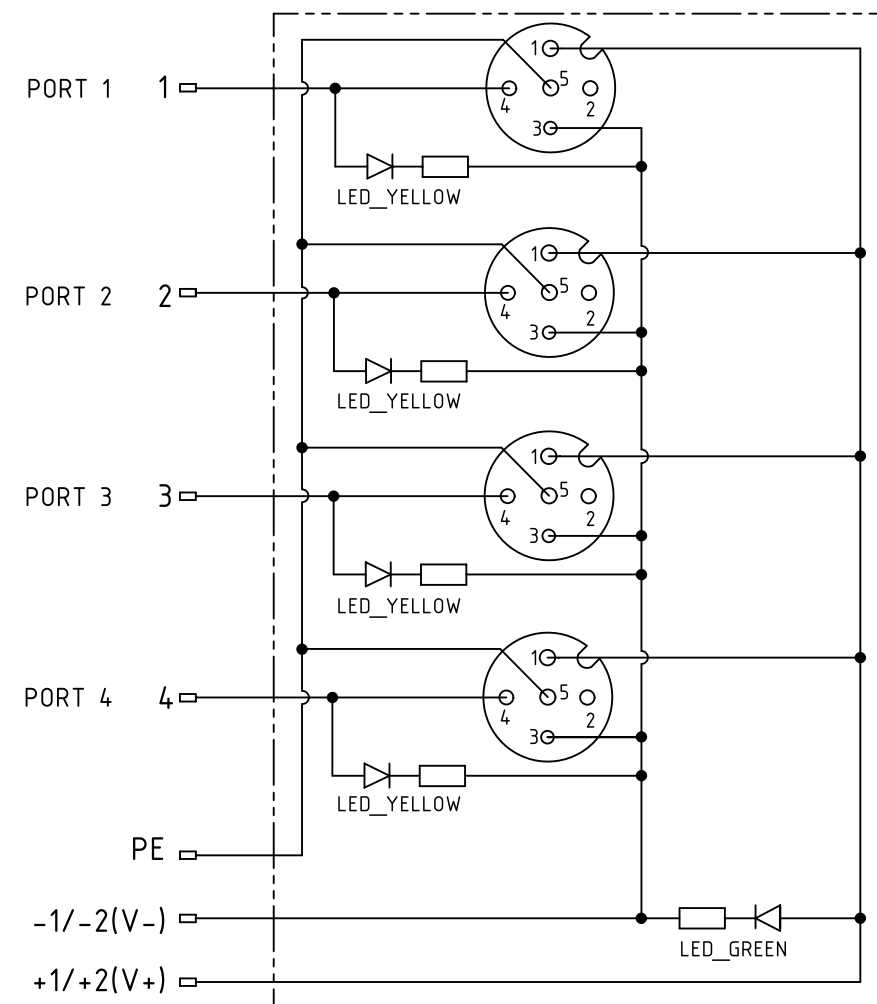 1
PORT 1 1
5
4
2
3
LED_YELLOW
1
PORT 2 2
5
4
2
3
LED_YELLOW
1
PORT 3 3
5
4
2
3
LED_YELLOW
1
PORT 4 4
5
4
2
3
LED_YELLOW
PE
-1/-2(V-)
LED_GREEN
+1/+2(V+)